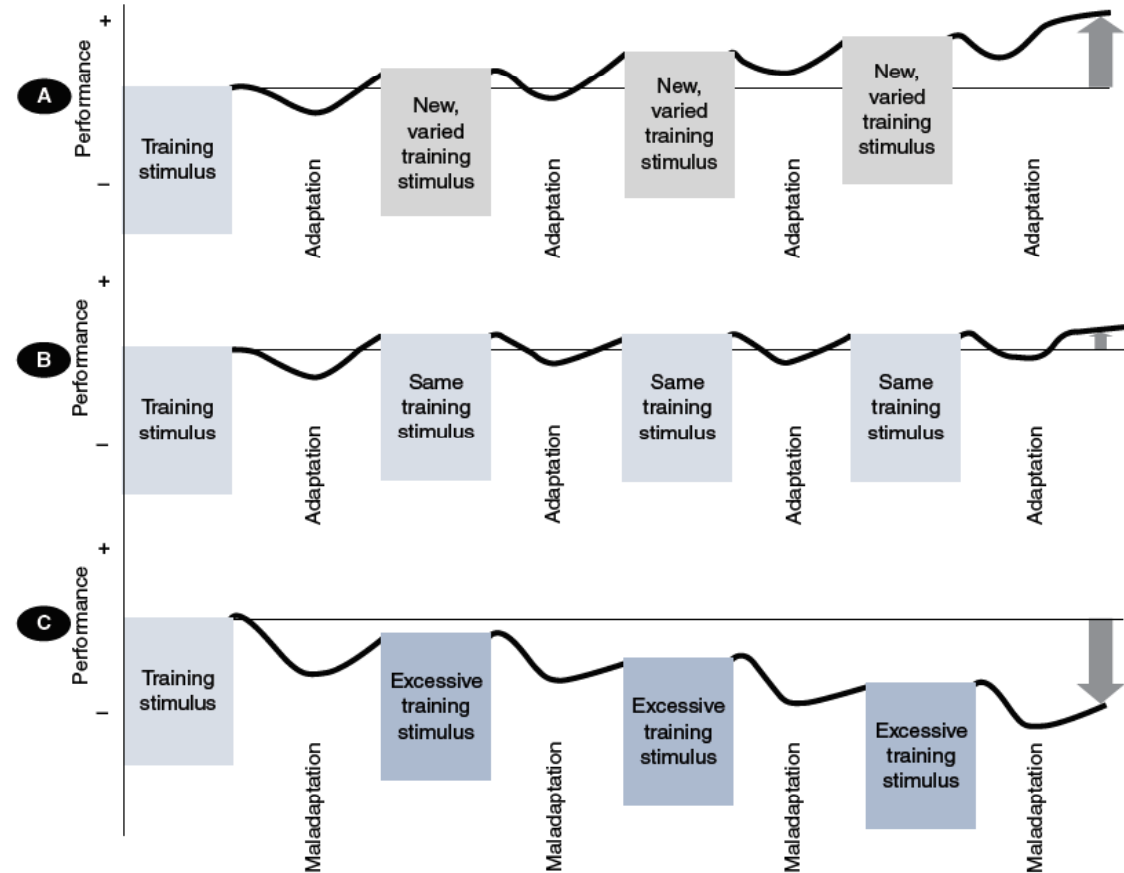 +
A
Performance
–
Training
stimulus
Adaptation
New,
varied
training
stimulus
Adaptation
New,
varied
training
stimulus
Adaptation
New,
varied
training
stimulus
Adaptation
+
B
Performance
–
Training
stimulus
Adaptation
Same
training
stimulus
Adaptation
Same
training
stimulus
Adaptation
Same
training
stimulus
Adaptation
+
C
Performance
–
Training
stimulus
Maladaptation
Excessive
training
stimulus
Maladaptation
Excessive
training
stimulus
Maladaptation
Excessive
training
stimulus
Maladaptation